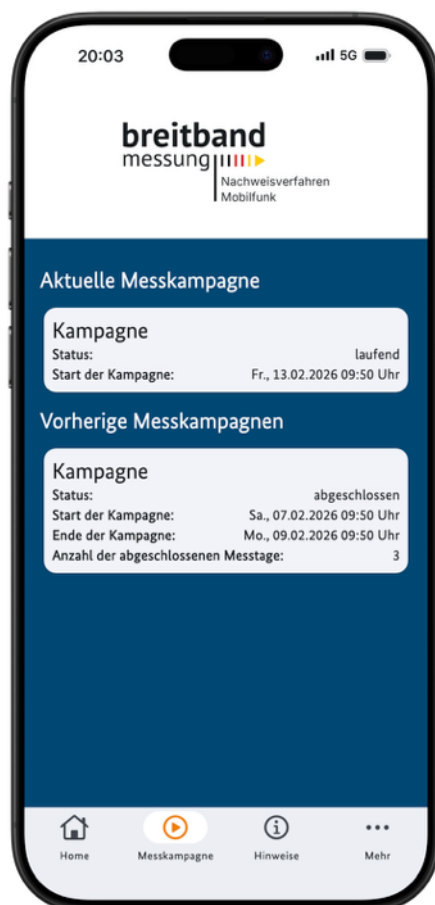 20:03
5G
breitband
messung
Nachweisverfahren
Mobilfunk
Aktuelle Messkampagne
Kampagne
Status: laufend
Start der Kampagne: Fr., 13.02.2026 09:50 Uhr
Vorherige Messkampagnen
Kampagne
Status: abgeschlossen
Start der Kampagne: Sa., 07.02.2026 09:50 Uhr
Ende der Kampagne: Mo., 09.02.2026 09:50 Uhr
Anzahl der abgeschlossenen Messtage: 3
Home Messkampagne Hinweise Mehr